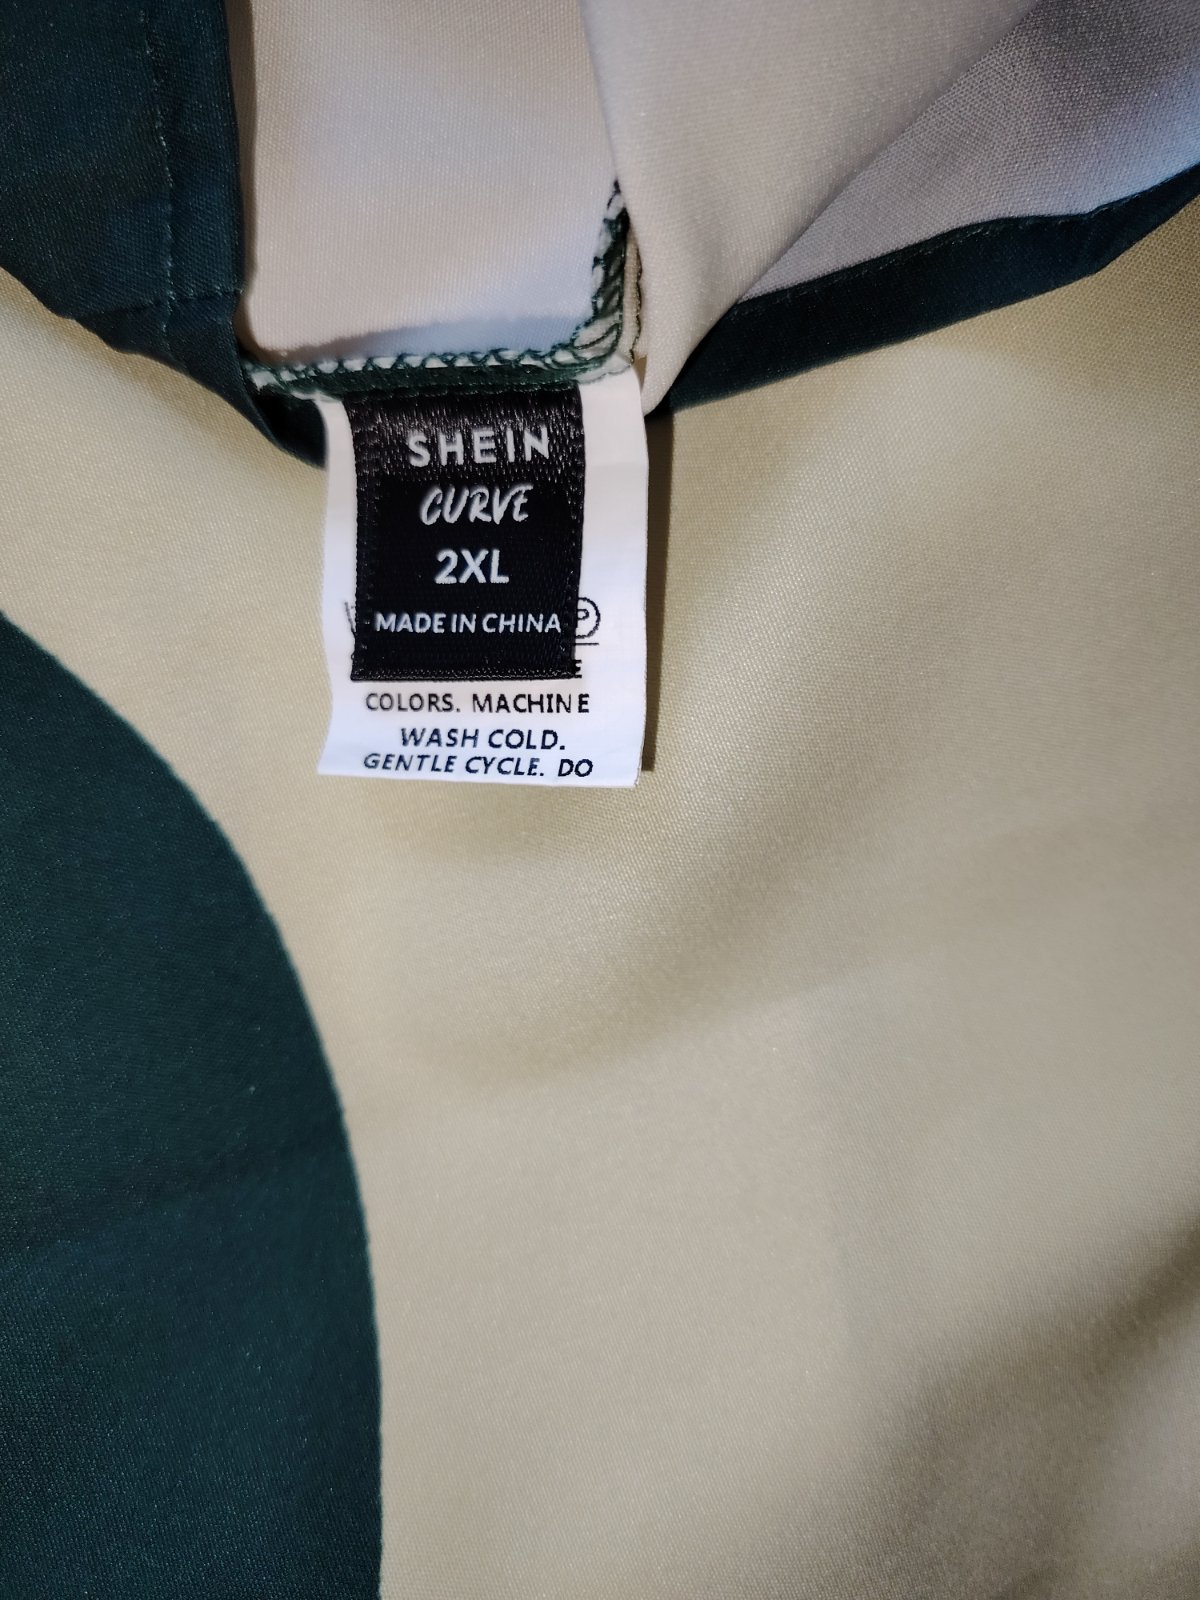 SHEIN
CURVE
2XL
MADE IN CHINA
P
E
COLORS. MACHINE
WASH COLD.
GENTLE CYCLE. DO